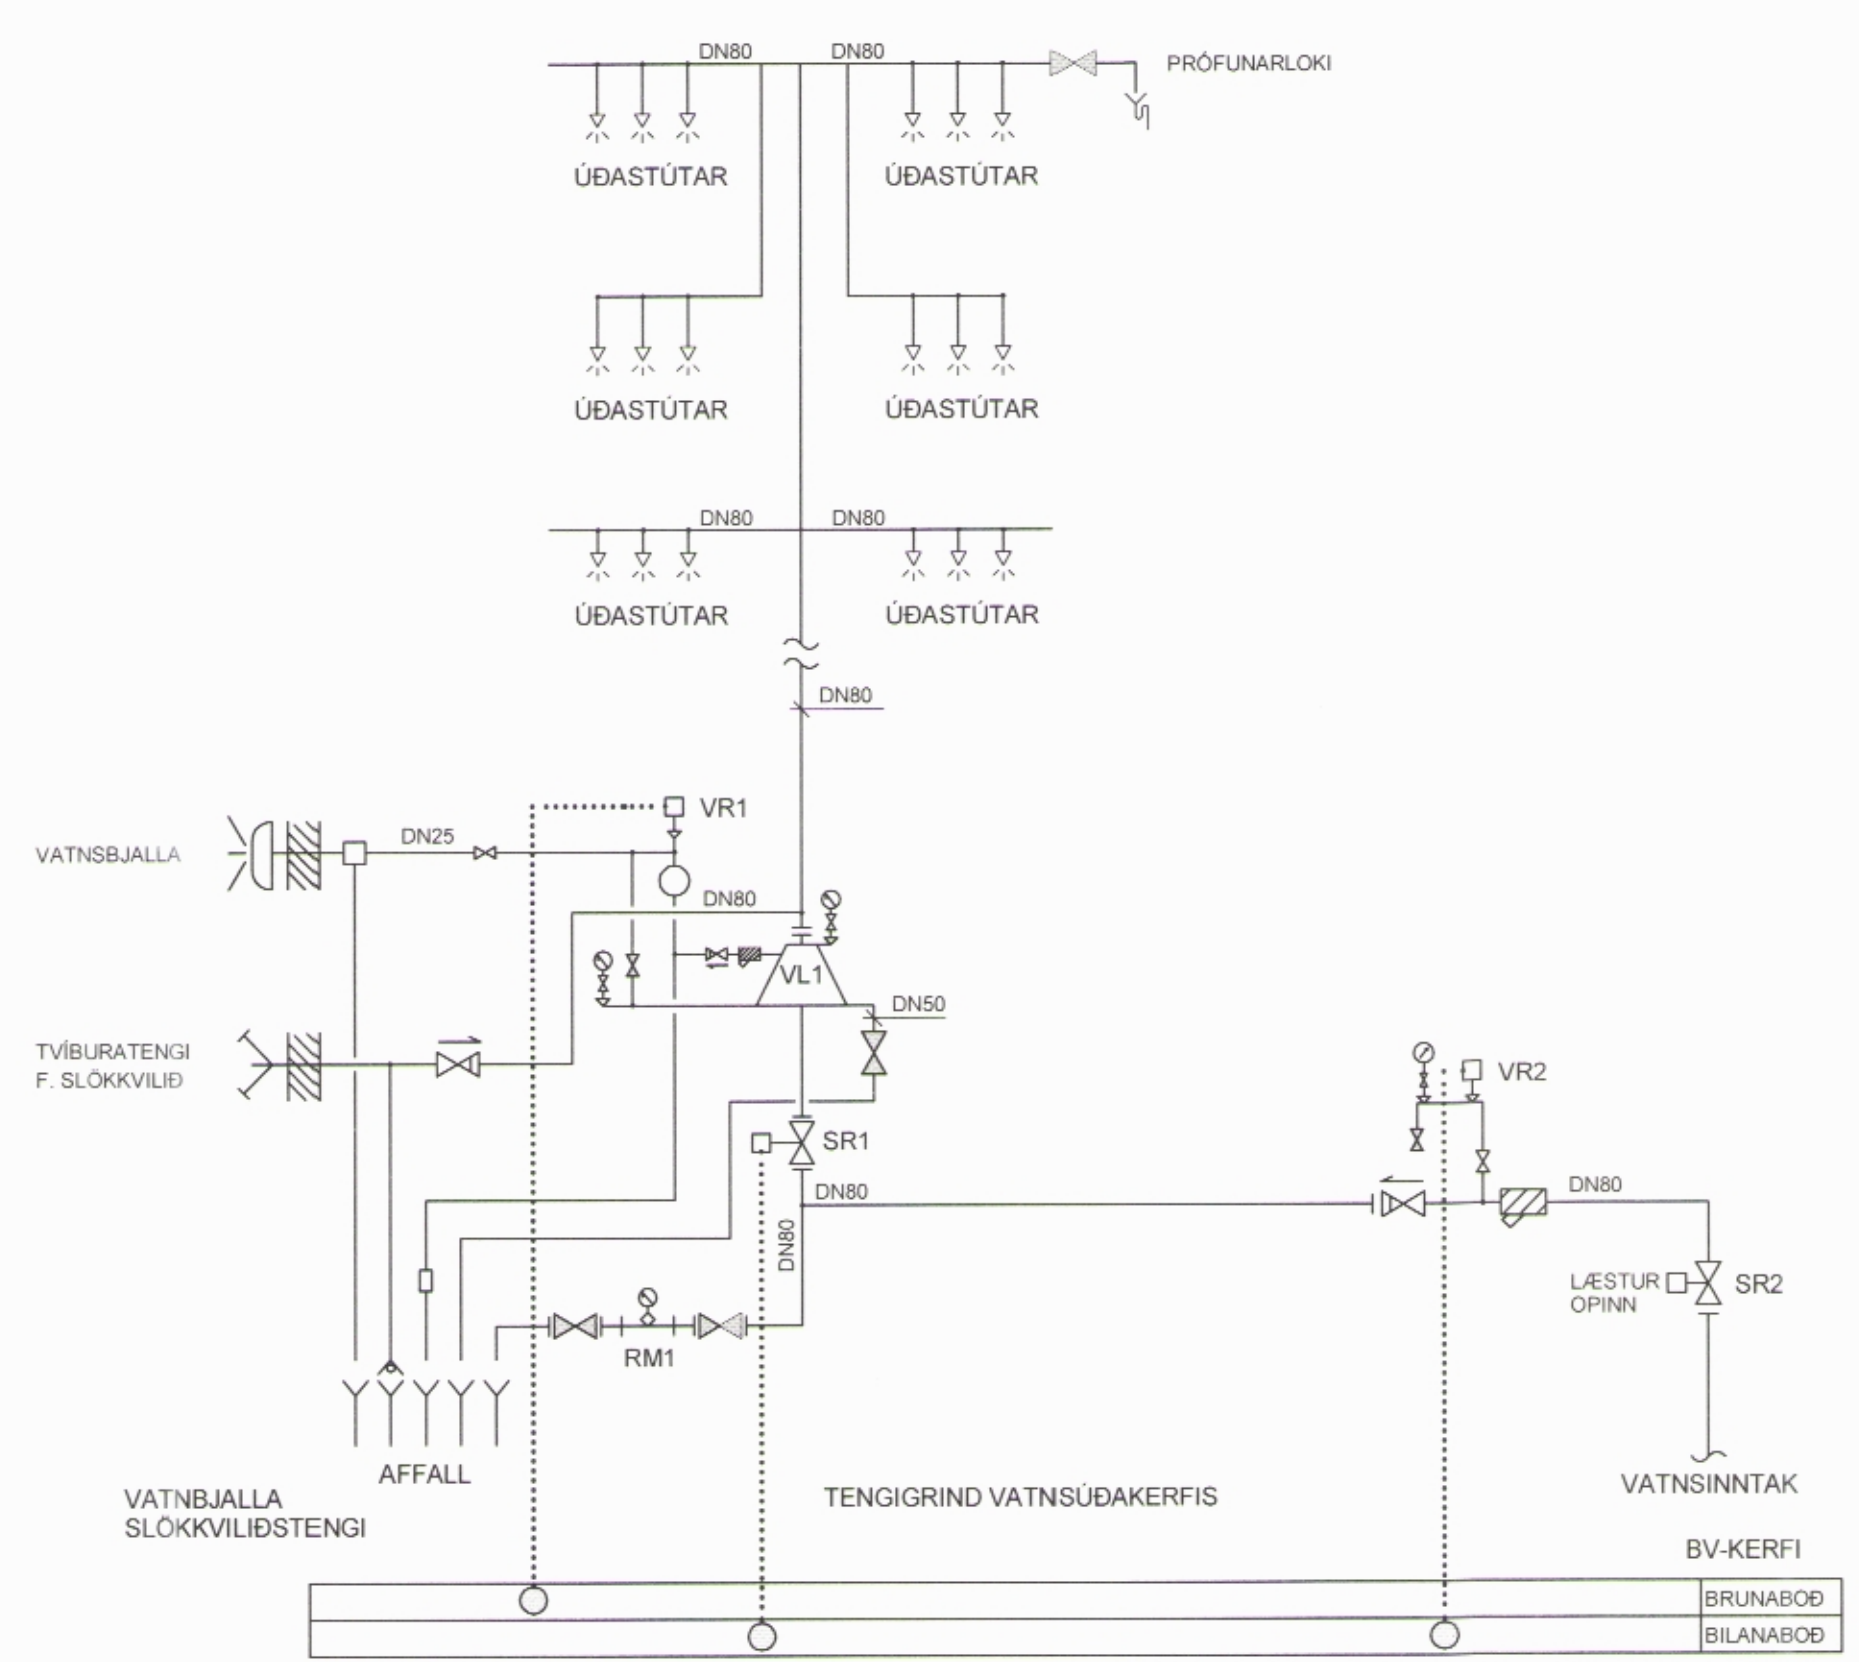 DN80 DN80
PRÓFUNARLOKI
ÚÐASTÚTAR ÚÐASTÚTAR
ÚÐASTÚTAR ÚÐASTÚTAR
DN80 DN80
ÚÐASTÚTAR ÚÐASTÚTAR
DN80
VR1
DN25
VATNSBJALLA
DN80
VL1
DN50
TVÍBURATENGI
F. SLÖKKVILIÐ
VR2
SR1
DN80
DN80
DN80
LÆSTUR
OPINN
SR2
RM1
AFFALL
VATNSINNTAK
VATNBJALLA
SLÖKKVILIÐSTENGI
TENGIGRIND VATNSÚÐAKERFIS
BV-KERFI
BRUNABOÐ
BILANABOÐ